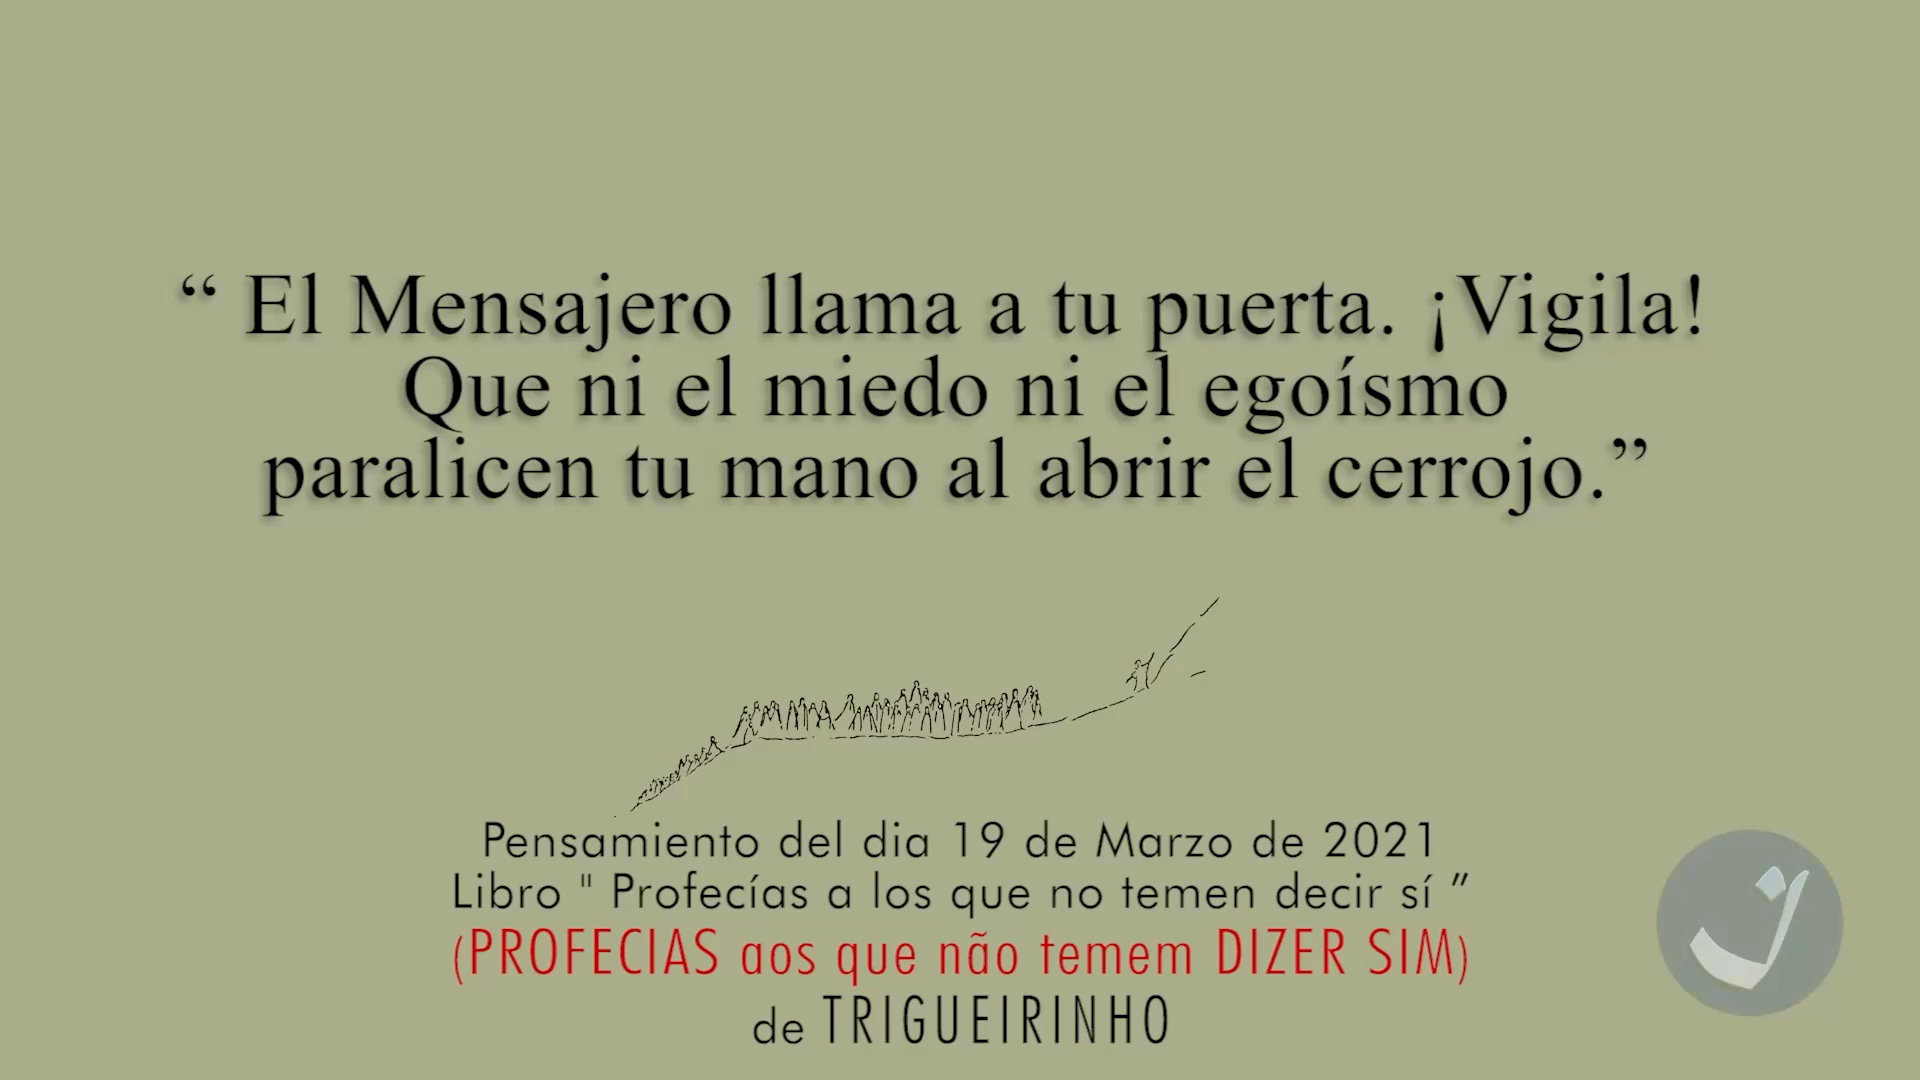 “ El Mensajero llama a tu puerta. ¡Vigila!
Que ni el miedo ni el egoísmo
paralicen tu mano al abrir el cerrojo.”
Pensamiento del dia 19 de Marzo de 2021
Libro " Profecías a los que no temen decir sí ”
(PROFECIAS aos que não temem DIZER SIM)
de TRIGUEIRINHO